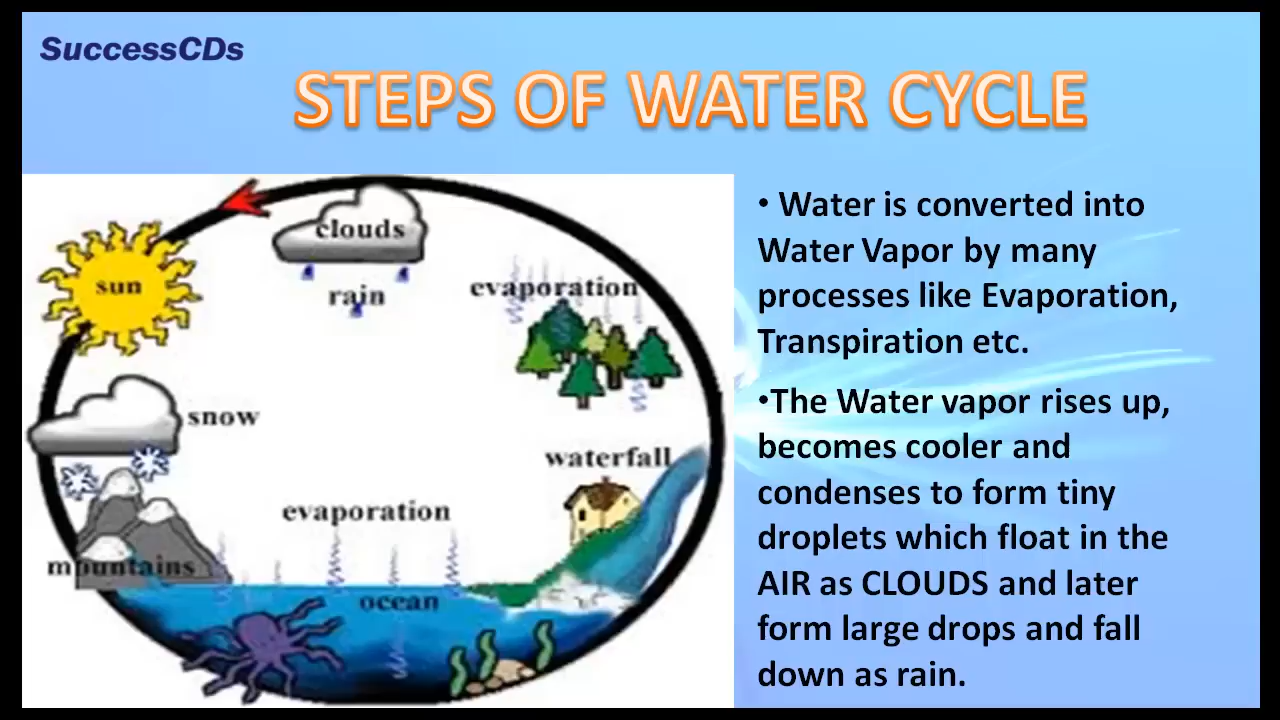 SuccessCDs
STEPS OF WATER CYCLE
clouds
rain
sun
evaporation
snow
waterfall
evaporation
mountains
ocean
• Water is converted into
Water Vapor by many
processes like Evaporation,
Transpiration etc.
•The Water vapor rises up,
becomes cooler and
condenses to form tiny
droplets which float in the
AIR as CLOUDS and later
form large drops and fall
down as rain.